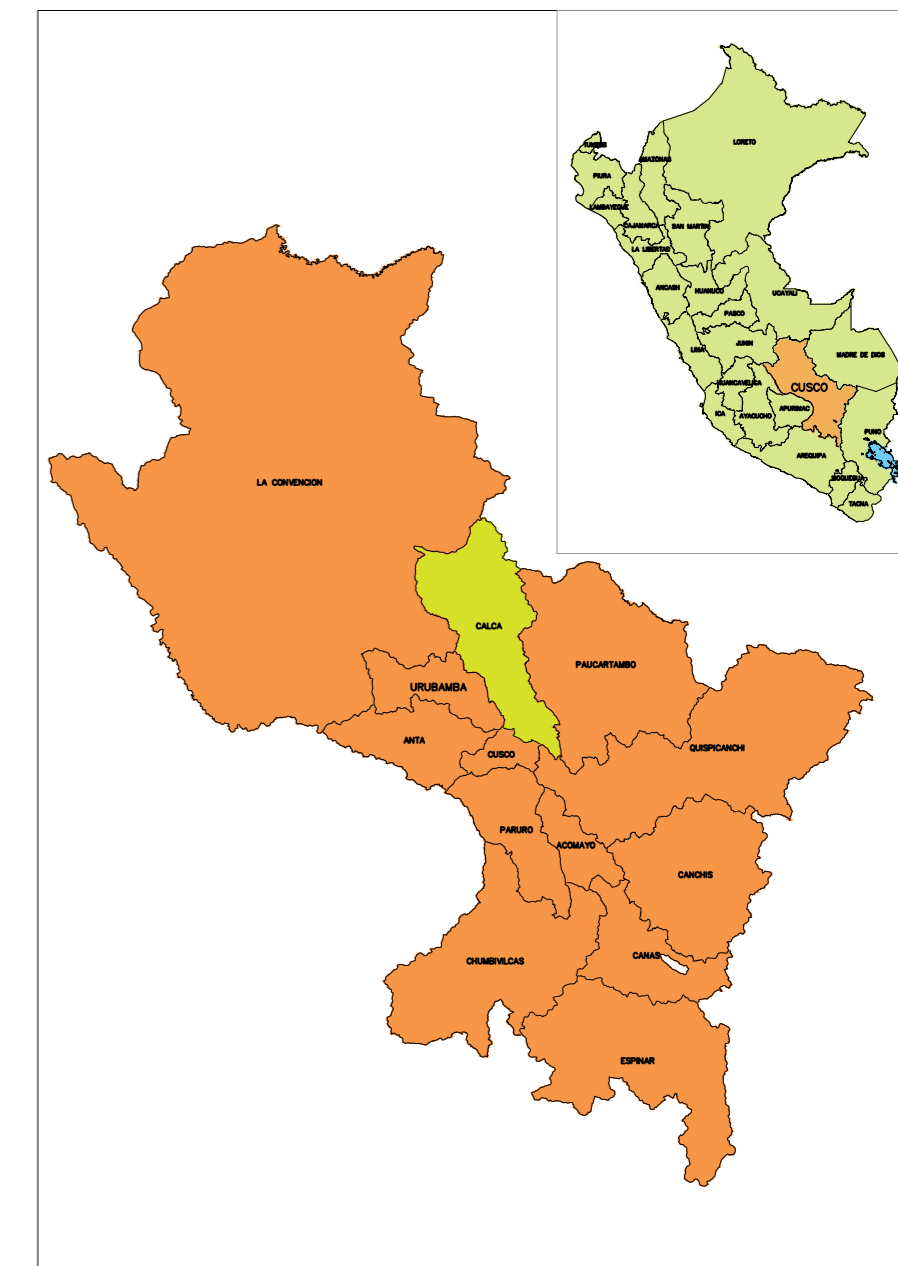 LORETO
TUMBES
AMAZONAS
PIURA
LAMBAYEQUE
CAJAMARCA
SAN MARTIN
LA LIBERTAD
ANCASH
HUANUCO
UCAYALI
PASCO
LIMA
JUNIN
MADRE DE DIOS
HUANCAVELICA
CUSCO
ICA
AYACUCHO
APURIMAC
PUNO
AREQUIPA
MOQUEGUA
TACNA
LA CONVENCION
CALCA
PAUCARTAMBO
URUBAMBA
ANTA
CUSCO
QUISPICANCHI
PARURO
ACOMAYO
CANCHIS
CHUMBIVILCAS
CANAS
ESPINAR